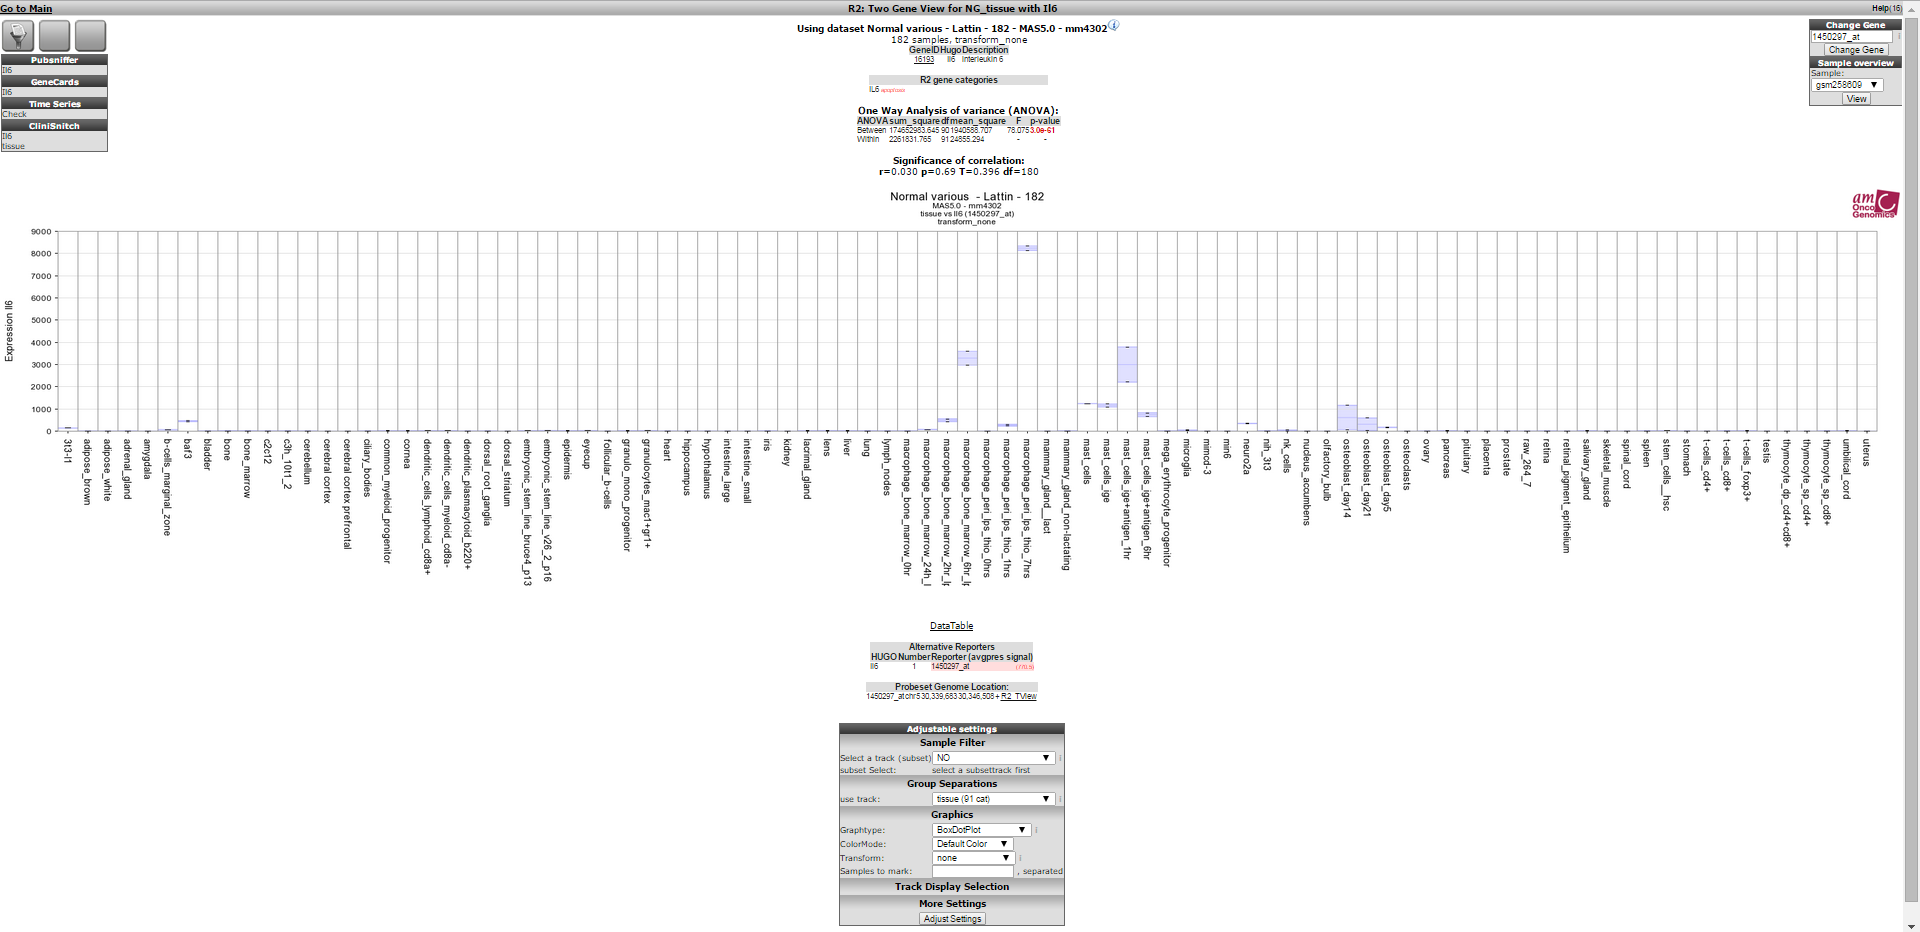 Go to Main
R2: Two Gene View for NG_tissue with Il6
Help(16)
Pubsniffer
Il6
GeneCards
Il6
Time Series
Check
CliniSnitch
Il6
tissue
Using dataset Normal various - Lattin - 182 - MAS5.0 - mm4302
182 samples, transform_none
GeneID Hugo Description
16193 Il6 Interleukin 6
R2 gene categories
IL6 apoptosis
One Way Analysis of variance (ANOVA):
ANOVA sum_square df mean_square F p-value
Between 174652983.645 90 1940588.707 78.075 3.0e-61
Within 2261831.765 91 24855.294 - -
Significance of correlation:
r=0.030 p=0.69 T=0.396 df=180
Change Gene
1450297_at
Change Gene
Sample overview
Sample:
gsm258609
View
Normal various - Lattin - 182
MAS5.0 - mm4302
tissue vs Il6 (1450297_at)
transform_none
amC
Onco
Genomics
Expression Il6
9000
8000
7000
6000
5000
4000
3000
2000
1000
0
3t3-l1
adipose_brown
adipose_white
adrenal_gland
amygdala
b-cells_marginal_zone
baf3
bladder
bone
bone_marrow
c2c12
c3h_10t1_2
cerebellum
cerebral cortex
cerebral cortex prefrontal
ciliary_bodies
common_myeloid_progenitor
cornea
dendritic_cells_lymphoid_cd8a+
dendritic_cells_myeloid_cd8a-
dendritic_plasmacytoid_b220+
dorsal_root_ganglia
dorsal_striatum
embryonic_stem_line_bruce4_p13
embryonic_stem_line_v26_2_p16
epidermis
eyecup
follicular_b-cells
granulo_mono_progenitor
granulocytes_mac1+gr1+
heart
hippocampus
hypothalamus
intestine_large
intestine_small
iris
kidney
lacrimal_gland
lens
liver
lung
lymph_nodes
macrophage_bone_marrow_0hr
macrophage_bone_marrow_24h_l
macrophage_bone_marrow_2hr_lp
macrophage_bone_marrow_6hr_lp
macrophage_peri_lps_thio_0hrs
macrophage_peri_lps_thio_1hrs
macrophage_peri_lps_thio_7hrs
mammary_gland__lact
mammary_gland_non-lactating
mast_cells
mast_cells_ige
mast_cells_ige+antigen_1hr
mast_cells_ige+antigen_6hr
mega_erythrocyte_progenitor
microglia
mimcd-3
min6
neuro2a
nih_3t3
nk_cells
nucleus_accumbens
olfactory_bulb
osteoblast_day14
osteoblast_day21
osteoblast_day5
osteoclasts
ovary
pancreas
pituitary
placenta
prostate
raw_264_7
retina
retinal_pigment_epithelium
salivary_gland
skeletal_muscle
spinal_cord
spleen
stem_cells__hsc
stomach
t-cells_cd4+
t-cells_cd8+
t-cells_foxp3+
testis
thymocyte_dp_cd4+cd8+
thymocyte_sp_cd4+
thymocyte_sp_cd8+
umbilical_cord
uterus
DataTable
Alternative Reporters
HUGO Number Reporter (avgpres signal)
Il6 1 1450297_at
Probeset Genome Location:
1450297_at chr5 30,339,683 30,346,508 + R2_TView
Adjustable settings
Sample Filter
Select a track (subset) NO
subset Select: select a subsettrack first
Group Separations
use track: tissue (91 cat)
Graphics
Graphtype: BoxDotPlot
ColorMode: Default Color
Transform: none
Samples to mark: , separated
Track Display Selection
More Settings
Adjust Settings